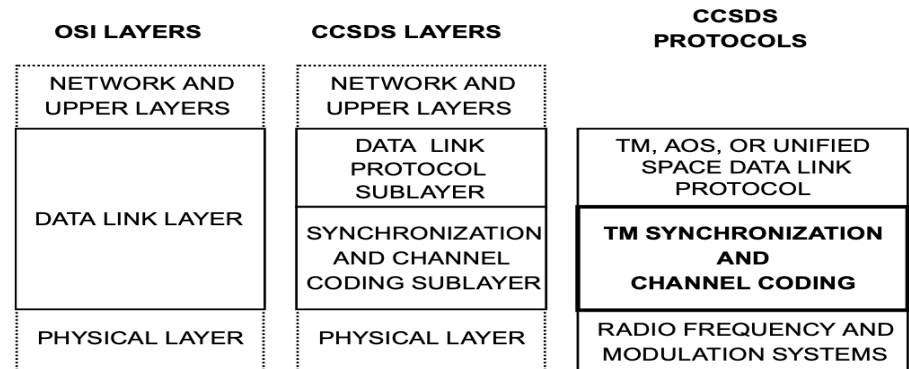 OSI LAYERS
CCSDS LAYERS
CCSDS
PROTOCOLS
NETWORK AND
UPPER LAYERS
NETWORK AND
UPPER LAYERS
DATA LINK LAYER
DATA LINK
PROTOCOL
SUBLAYER
TM, AOS, OR UNIFIED
SPACE DATA LINK
PROTOCOL
SYNCHRONIZATION
AND CHANNEL
CODING SUBLAYER
TM SYNCHRONIZATION
AND
CHANNEL CODING
PHYSICAL LAYER
PHYSICAL LAYER
RADIO FREQUENCY AND
MODULATION SYSTEMS